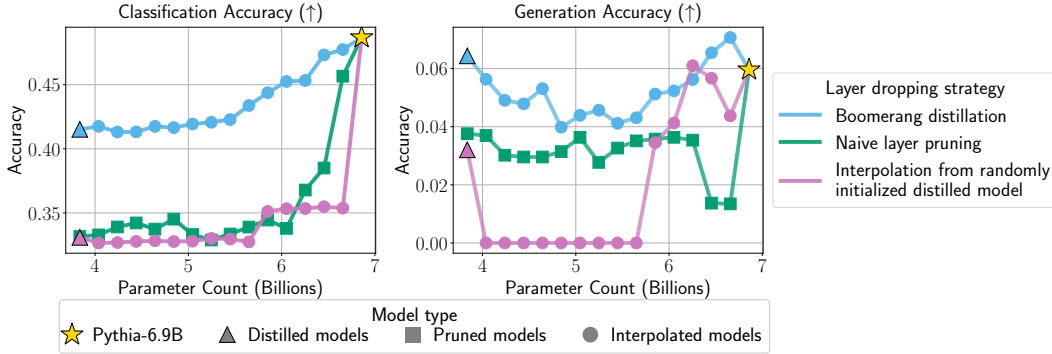 Classification Accuracy (↑)
Accuracy
0.45
0.40
0.35
4
5
6
7
Parameter Count (Billions)
Generation Accuracy (↑)
Accuracy
0.06
0.04
0.02
0.00
4
5
6
7
Parameter Count (Billions)
Layer dropping strategy
Boomerang distillation
Naive layer pruning
Interpolation from randomly
initialized distilled model
Model type
Pythia-6.9B
Distilled models
Pruned models
Interpolated models